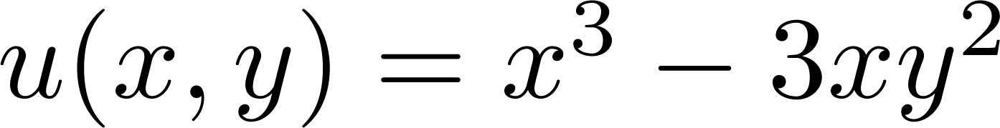 u(x, y) = x³ − 3xy²